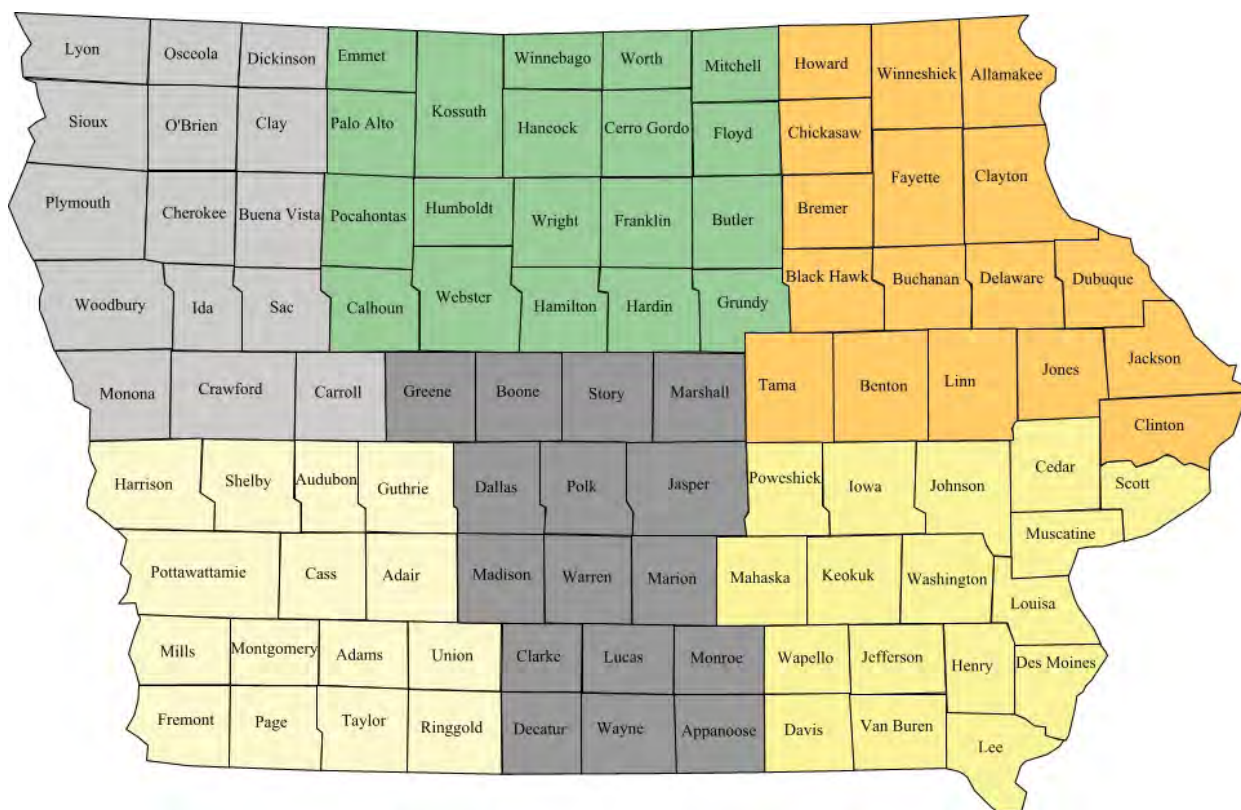 Lyon
Osceola
Dickinson
Emmet
Kossuth
Winnebago
Worth
Mitchell
Howard
Winneshiek
Allamakee
Sioux
O'Brien
Clay
Palo Alto
Hancock
Cerro Gordo
Floyd
Chickasaw
Fayette
Clayton
Plymouth
Cherokee
Buena Vista
Pocahontas
Humboldt
Wright
Franklin
Butler
Bremer
Woodbury
Ida
Sac
Calhoun
Webster
Hamilton
Hardin
Grundy
Black Hawk
Buchanan
Delaware
Dubuque
Monona
Crawford
Carroll
Greene
Boone
Story
Marshall
Tama
Benton
Linn
Jones
Jackson
Clinton
Harrison
Shelby
Audubon
Guthrie
Dallas
Polk
Jasper
Poweshick
Iowa
Johnson
Cedar
Scott
Muscatine
Pottawattamie
Cass
Adair
Madison
Warren
Marion
Mahaska
Keokuk
Washington
Louisa
Mills
Montgomery
Adams
Union
Clarke
Lucas
Monroe
Wapello
Jefferson
Henry
Des Moines
Fremont
Page
Taylor
Ringgold
Decatur
Wayne
Appanoose
Davis
Van Buren
Lee